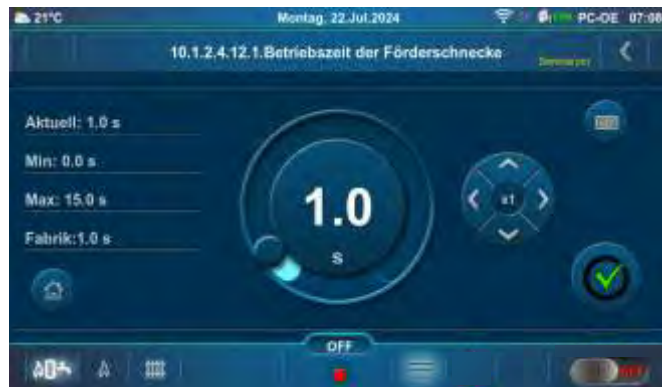 21°C Montag, 22.Jul.2024 PC-OE 07:08
10.1.2.4.12.1.Betriebszeit der Förderschnecke
Aktuell: 1.0 s
Min: 0.0 s
Max: 15.0 s
Fabrik:1.0 s
1.0
s
x1
OFF
OFF